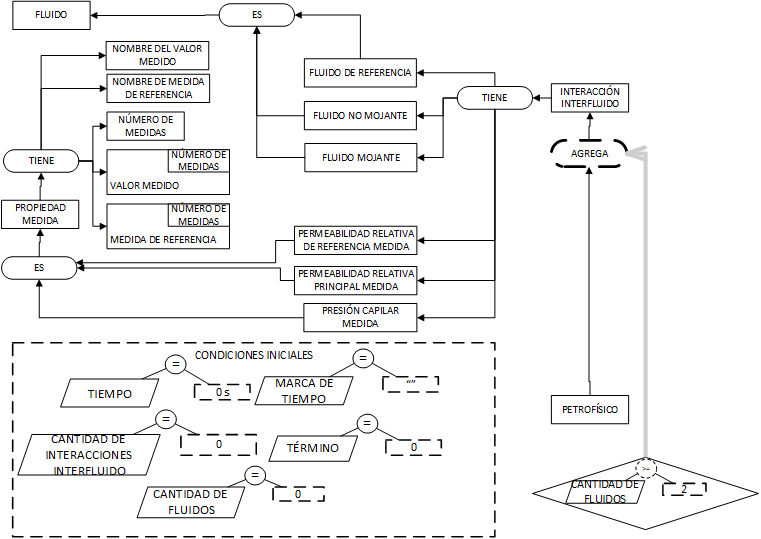 FLUIDO
ES
NOMBRE DEL VALOR
MEDIDO
NOMBRE DE MEDIDA
DE REFERENCIA
FLUIDO DE REFERENCIA
TIENE
INTERACCIÓN
INTERFLUIDO
NÚMERO DE
MEDIDAS
FLUIDO NO MOJANTE
TIENE
NÚMERO DE
MEDIDAS
VALOR MEDIDO
FLUIDO MOJANTE
AGREGA
PROPIEDAD
MEDIDA
NÚMERO DE
MEDIDAS
MEDIDA DE REFERENCIA
PERMEABILIDAD RELATIVA
DE REFERENCIA MEDIDA
ES
PERMEABILIDAD RELATIVA
PRINCIPAL MEDIDA
PRESIÓN CAPILAR
MEDIDA
CONDICIONES INICIALES
=
TIEMPO
0 s
=
MARCA DE
TIEMPO
“”
=
CANTIDAD DE
INTERACCIONES
INTERFLUIDO
0
=
TÉRMINO
0
=
CANTIDAD DE
FLUIDOS
0
PETROFÍSICO
>=
CANTIDAD DE
FLUIDOS
2